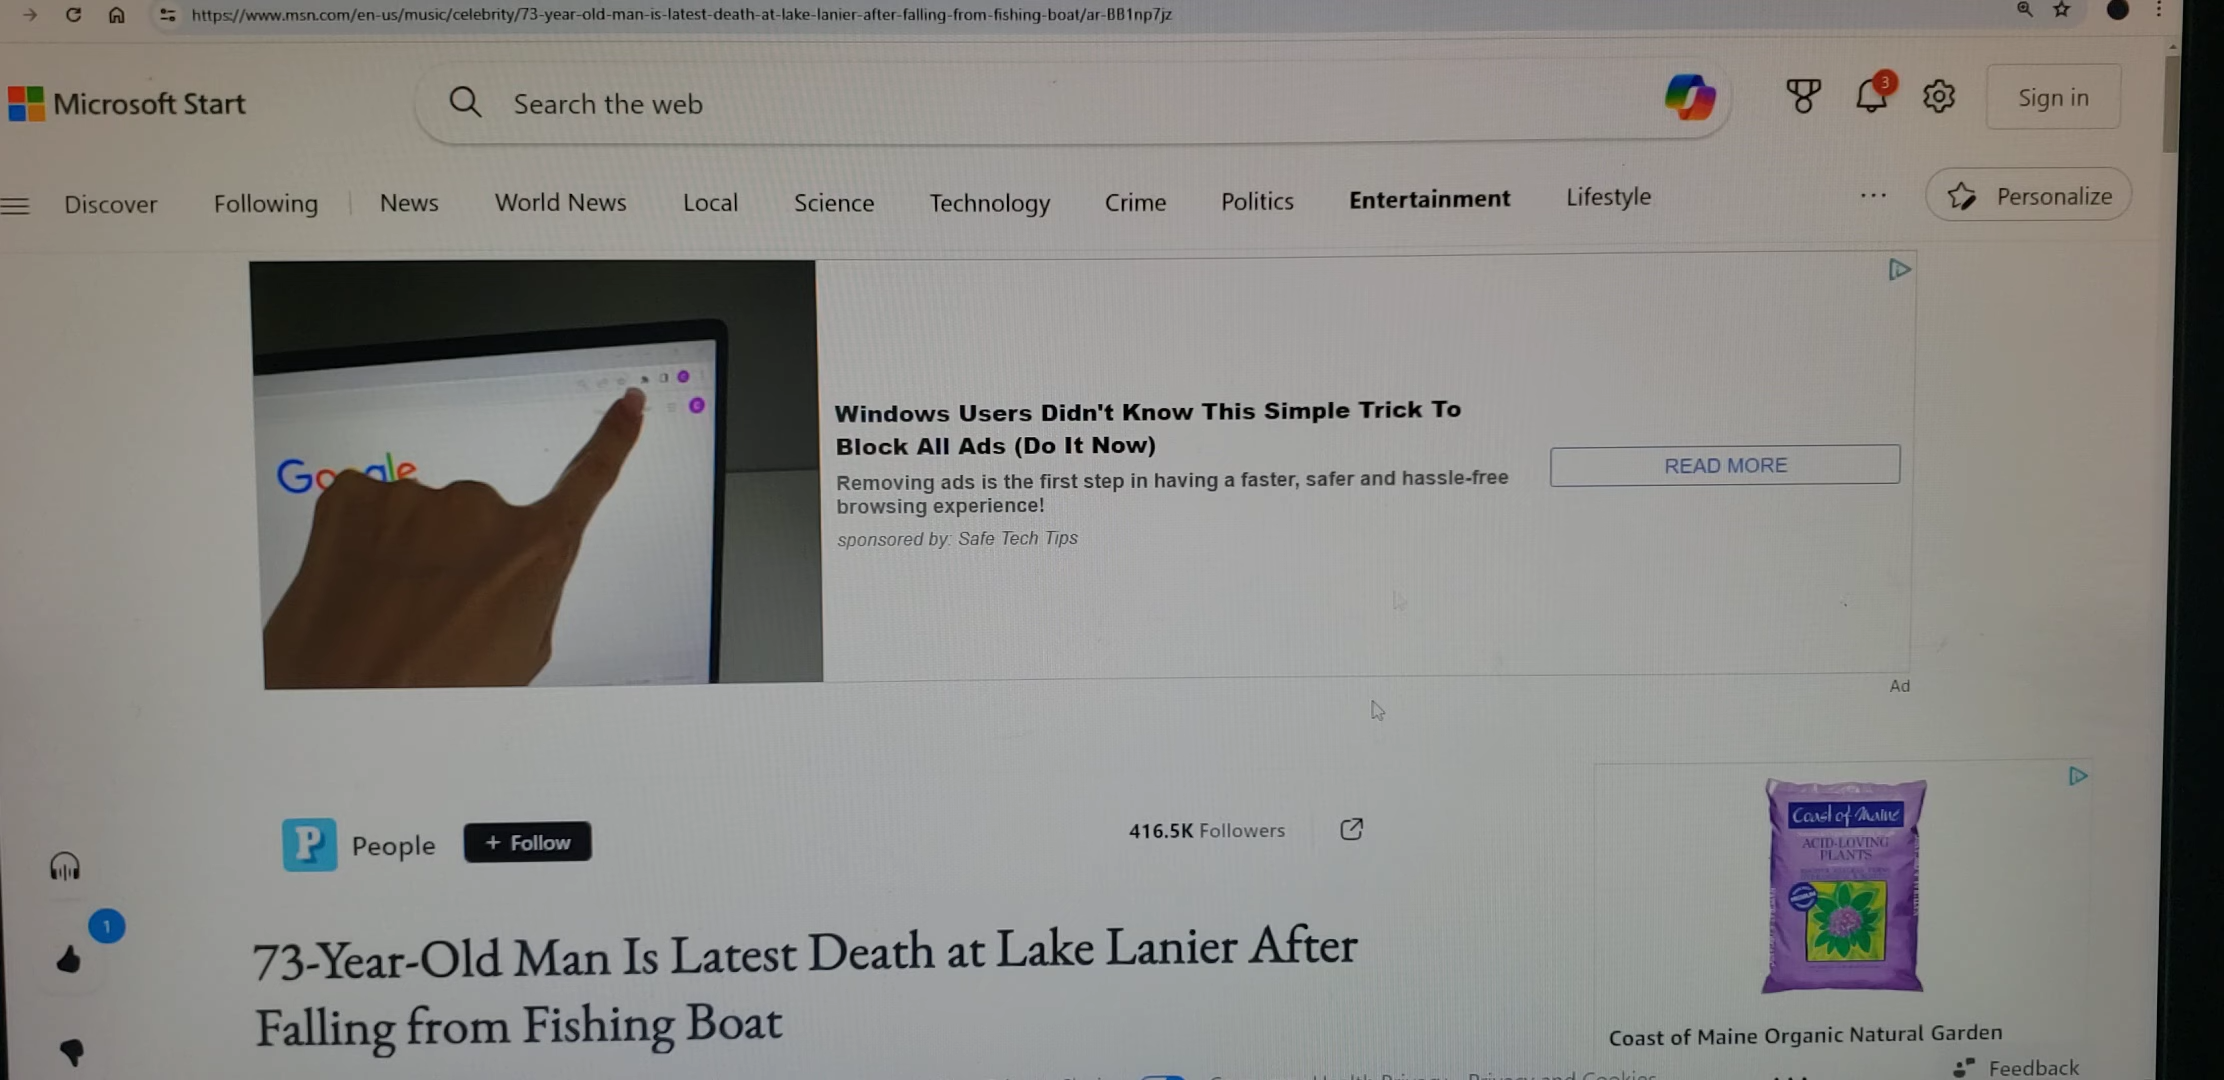 https://www.msn.com/en-us/music/celebrity/73-year-old-man-is-latest-death-at-lake-lanier-after-falling-from-fishing-boat/ar-BB1np7jz
Microsoft Start
Search the web
3
Sign in
Discover
Following
News
World News
Local
Science
Technology
Crime
Politics
Entertainment
Lifestyle
...
Personalize
Google
Windows Users Didn't Know This Simple Trick To
Block All Ads (Do It Now)
Removing ads is the first step in having a faster, safer and hassle-free
browsing experience!
sponsored by: Safe Tech Tips
READ MORE
Ad
P
People
+ Follow
416.5K Followers
1
73-Year-Old Man Is Latest Death at Lake Lanier After
Falling from Fishing Boat
Coast of Maine
ACID-LOVING
PLANTS
Coast of Maine Organic Natural Garden
Feedback